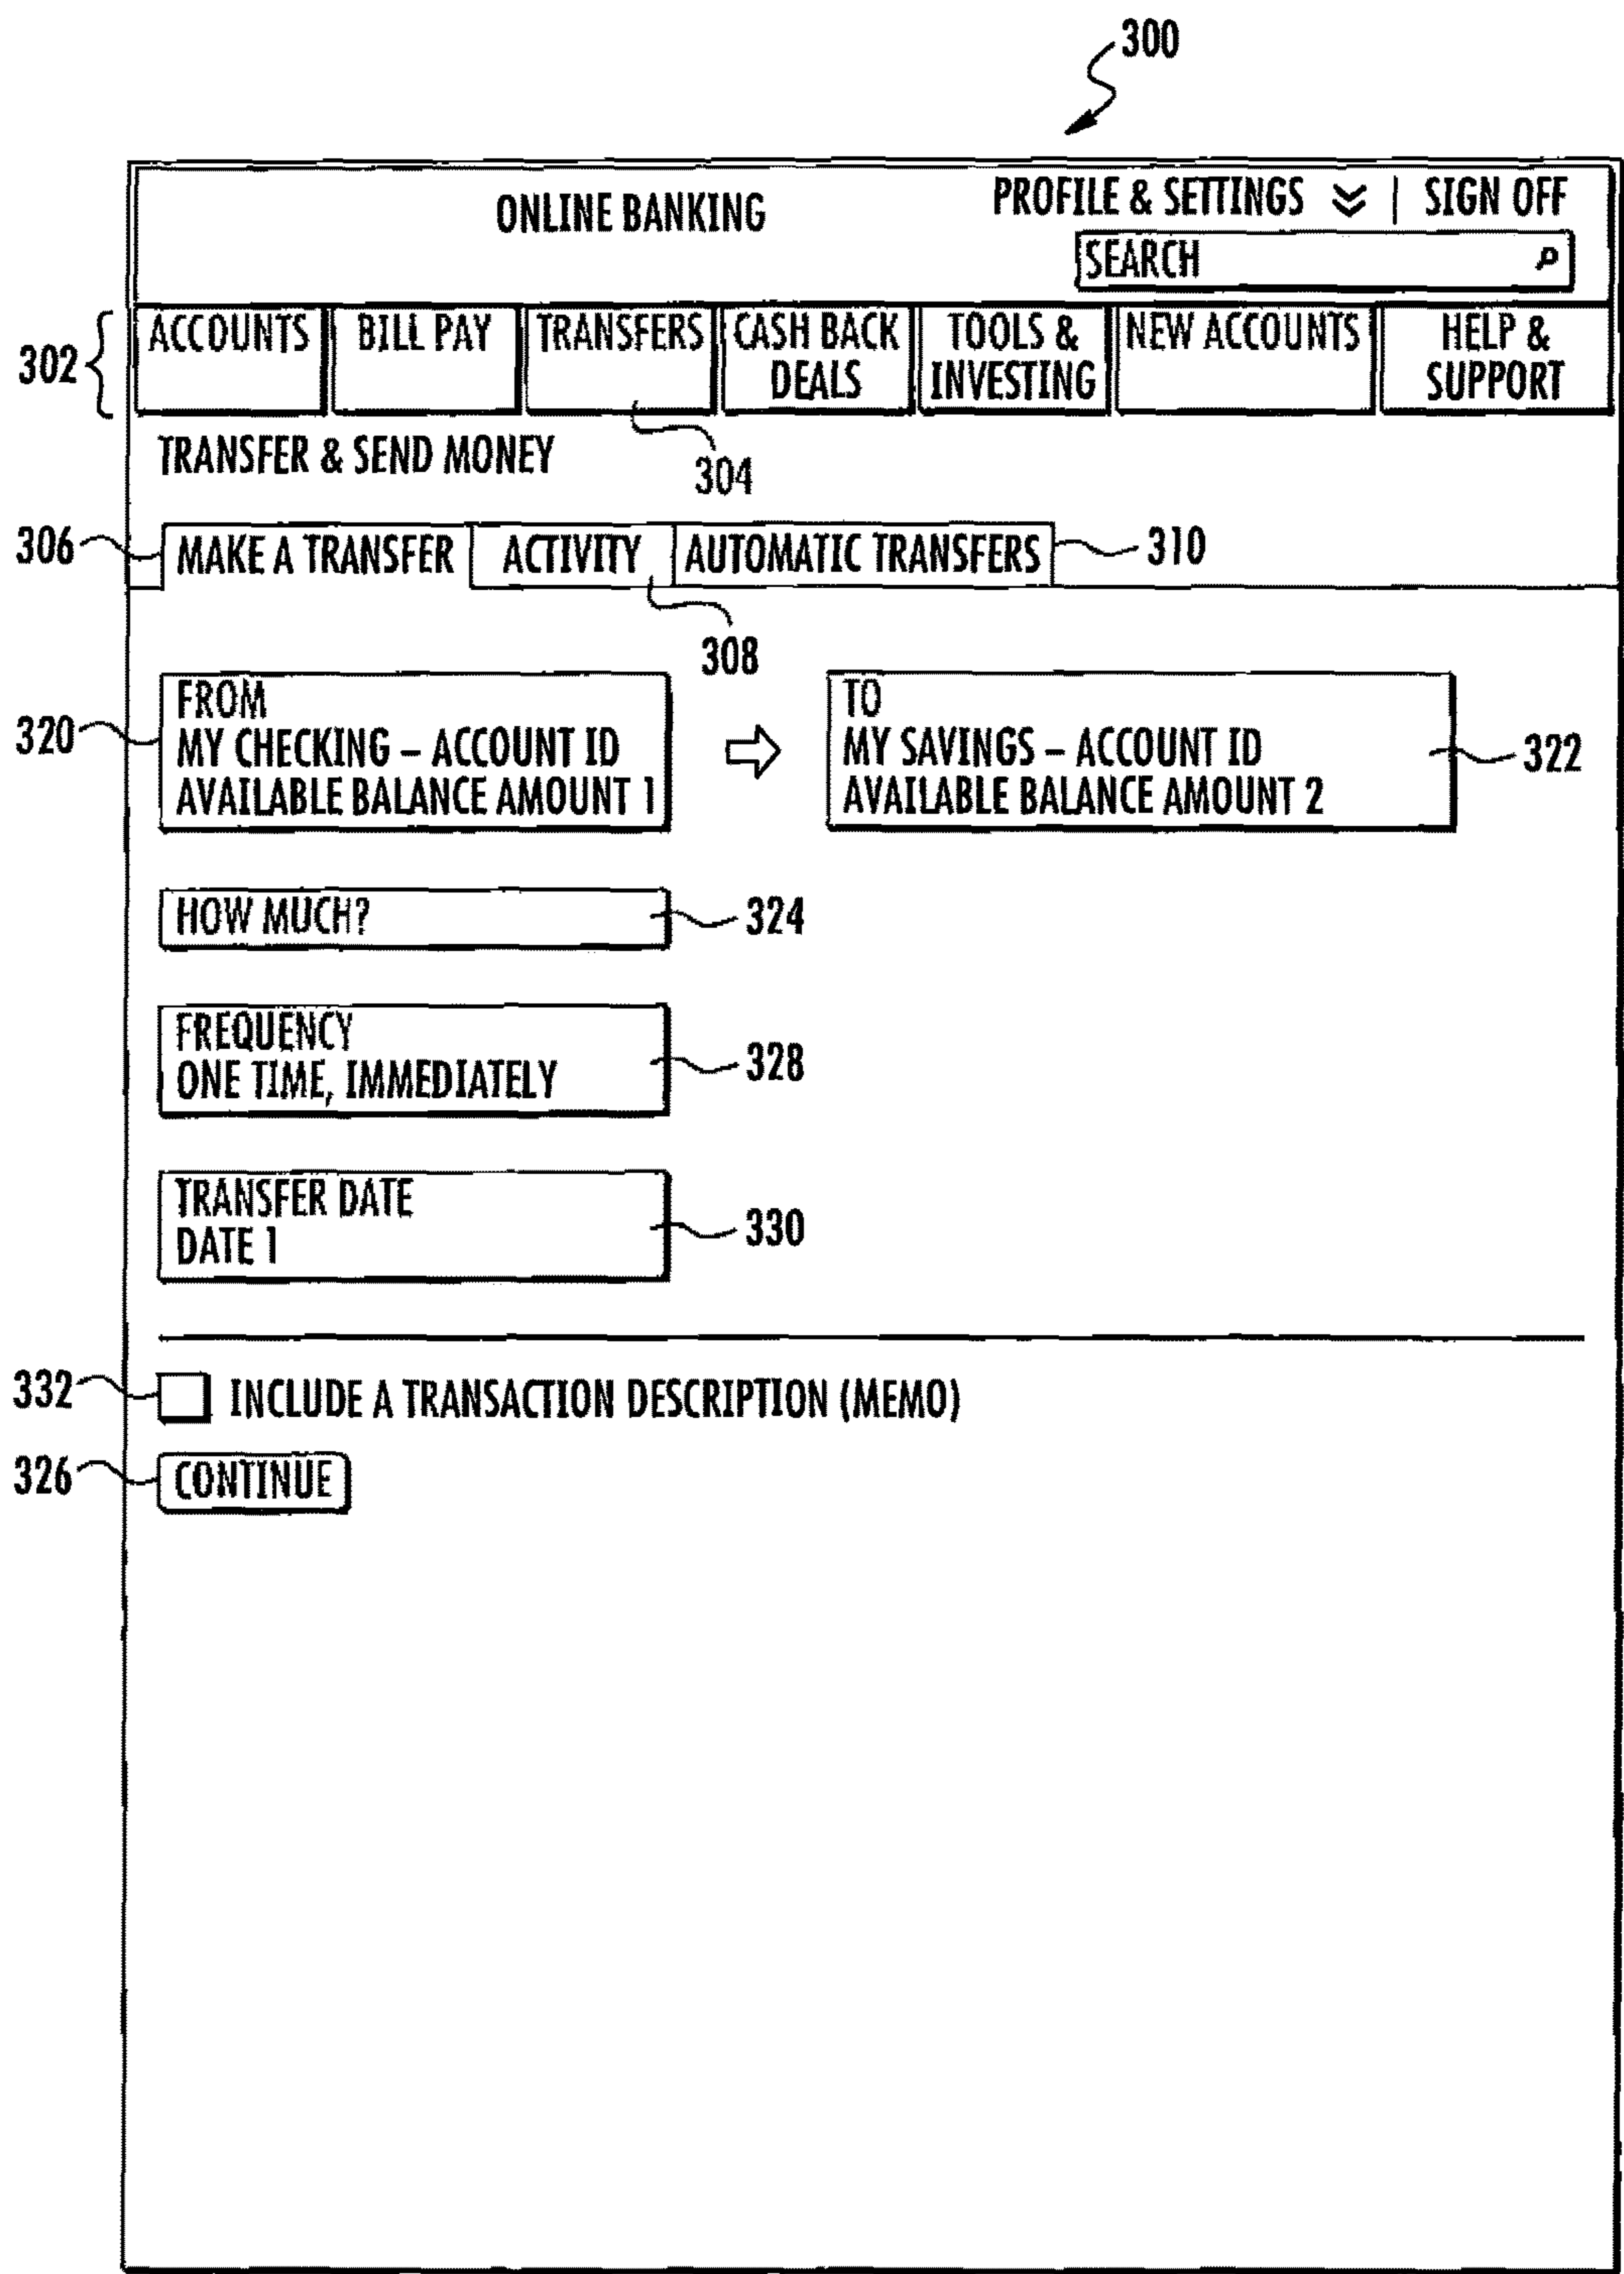 300
ONLINE BANKING
PROFILE & SETTINGS | SIGN OFF
SEARCH
302
ACCOUNTS
BILL PAY
TRANSFERS
CASH BACK
DEALS
TOOLS &
INVESTING
NEW ACCOUNTS
HELP &
SUPPORT
TRANSFER & SEND MONEY
304
306
MAKE A TRANSFER
ACTIVITY
AUTOMATIC TRANSFERS
310
308
320
FROM
MY CHECKING – ACCOUNT ID
AVAILABLE BALANCE AMOUNT 1
TO
MY SAVINGS – ACCOUNT ID
AVAILABLE BALANCE AMOUNT 2
322
HOW MUCH?
324
FREQUENCY
ONE TIME, IMMEDIATELY
328
TRANSFER DATE
DATE 1
330
332
INCLUDE A TRANSACTION DESCRIPTION (MEMO)
326
CONTINUE